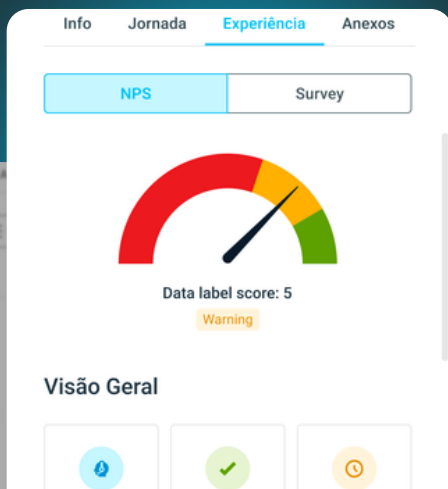 Info Jornada Experiência Anexos
NPS Survey
Data label score: 5
Warning
Visão Geral